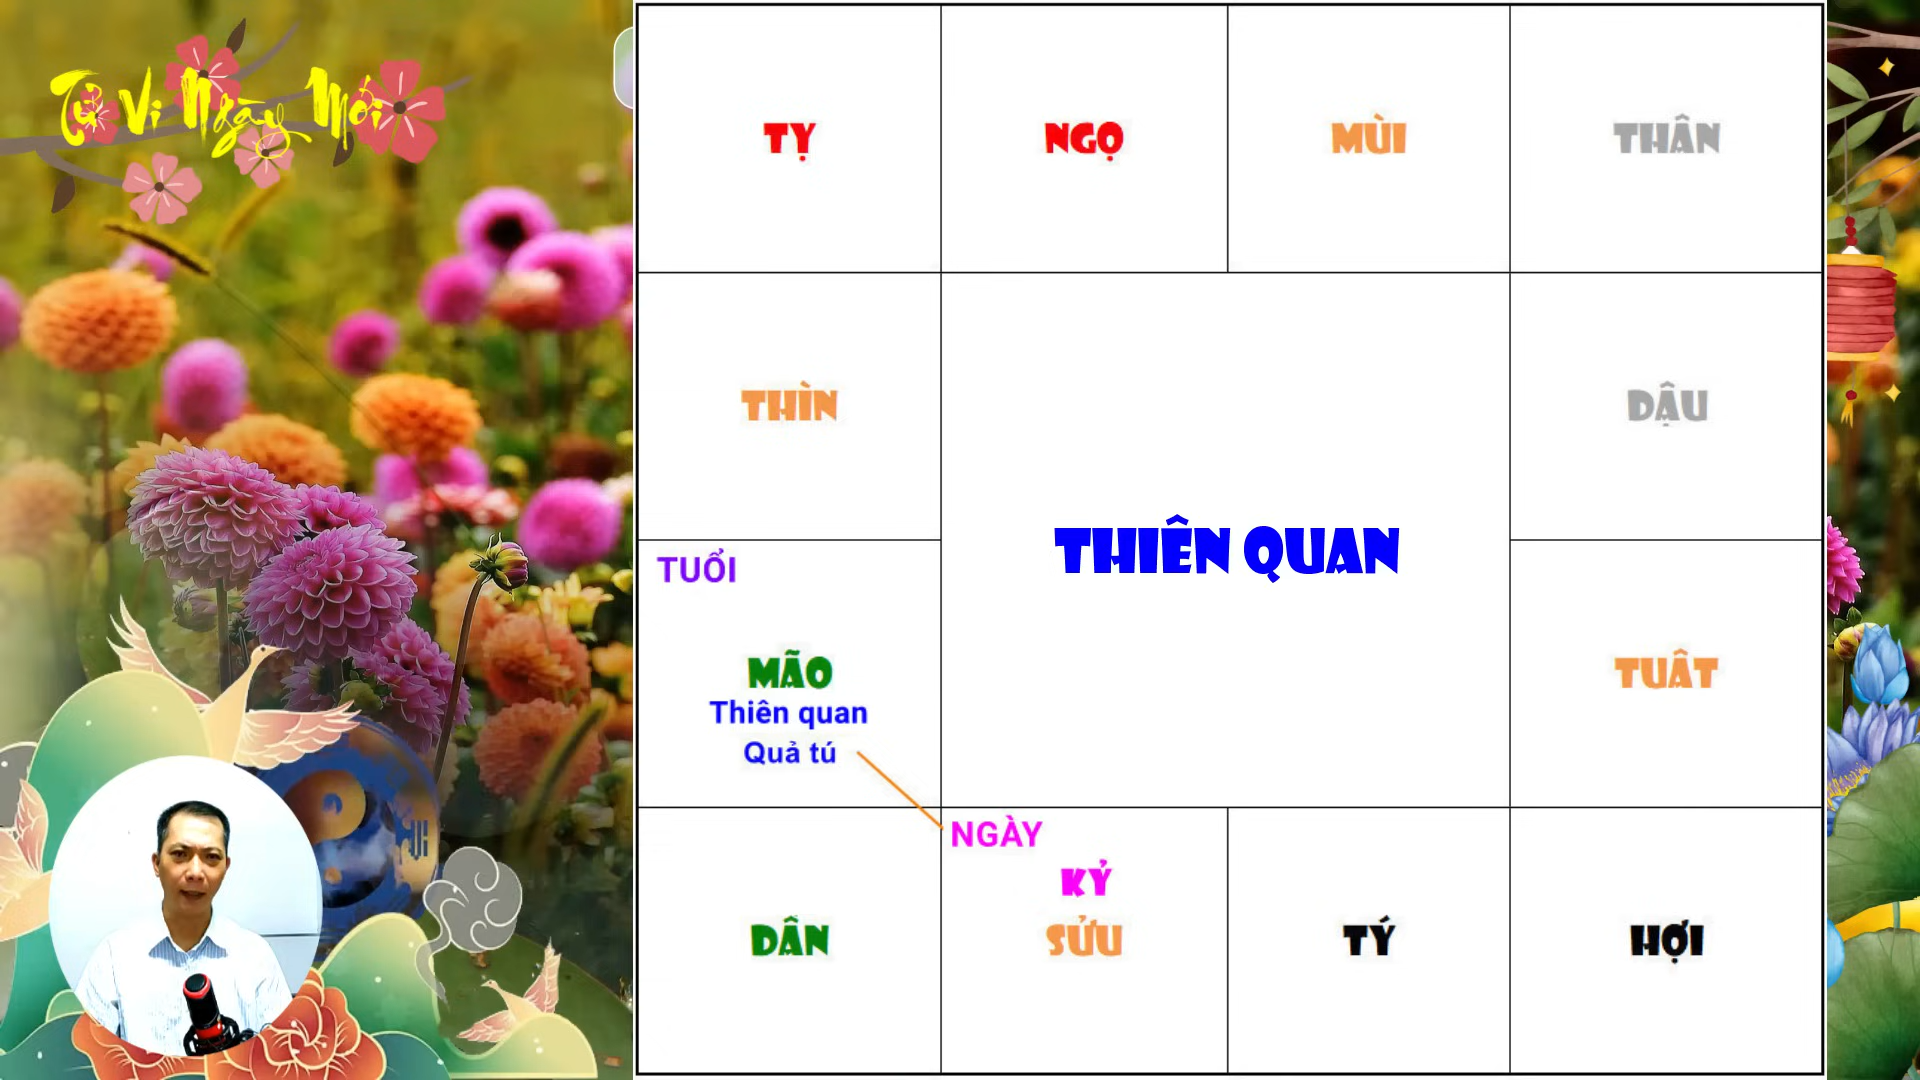 Tử Vi Ngày Mới
TỴ
NGỌ
MÙI
THÂN
THÌN
DẬU
THIÊN QUAN
TUỔI
MÃO
Thiên quan
Quả tú
TUẤT
NGÀY
KỶ
SỬU
DẦN
TÝ
HỢI